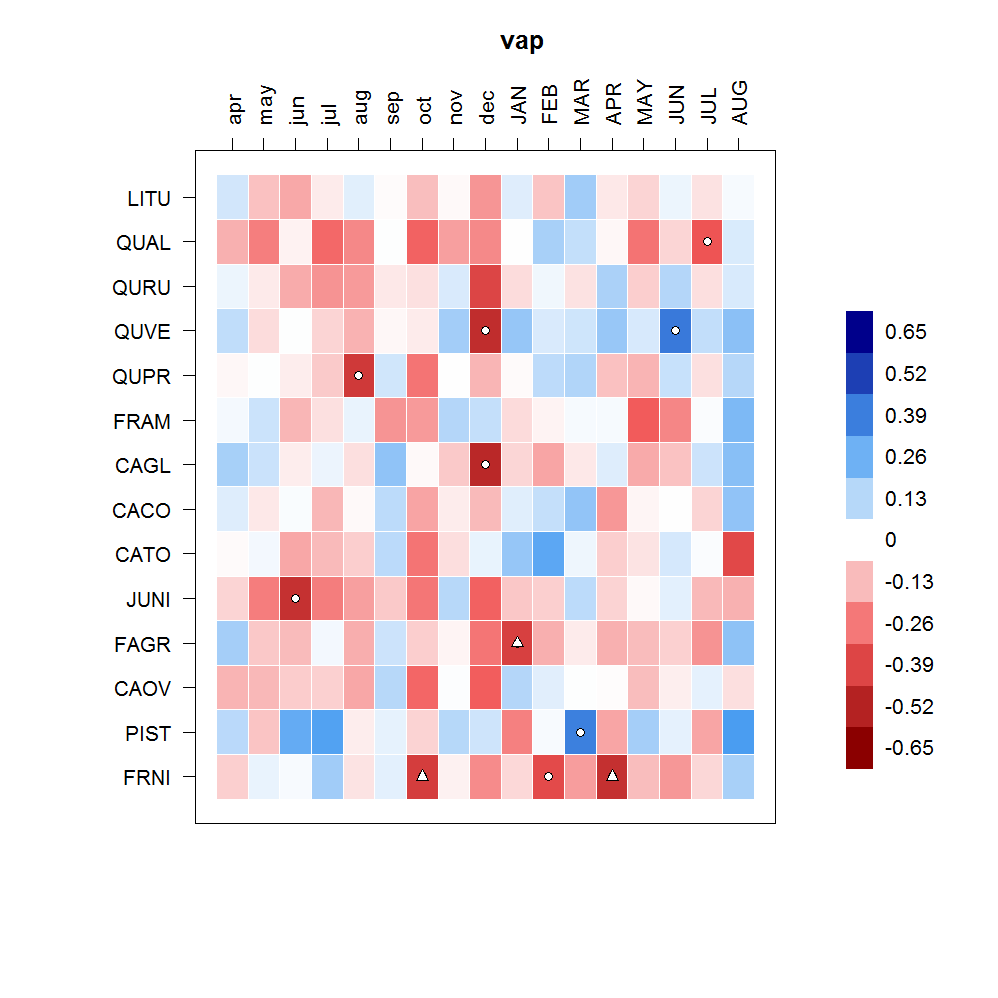 vap
apr may jun jul aug sep oct nov dec JAN FEB MAR APR MAY JUN JUL AUG
LITU
QUAL
QURU
QUVE
QUPR
FRAM
CAGL
CACO
CATO
JUNI
FAGR
CAOV
PIST
FRNI
0.65
0.52
0.39
0.26
0.13
0
-0.13
-0.26
-0.39
-0.52
-0.65